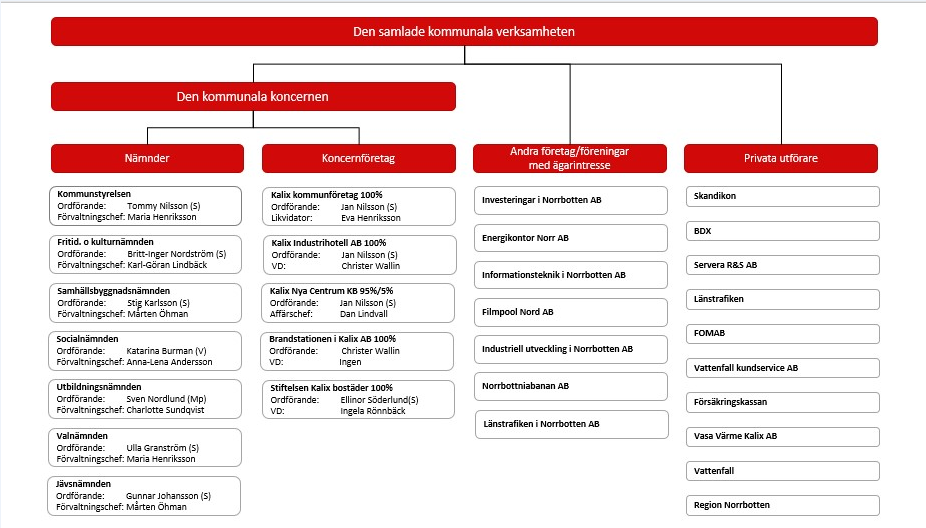 Den samlade kommunala verksamheten
Den kommunala koncernen
Nämnder
Kommunstyrelsen
Ordförande: Tommy Nilsson (S)
Förvaltningschef: Maria Henriksson
Fritid. o kulturnämnden
Ordförande: Britt-Inger Nordström (S)
Förvaltningschef: Karl-Göran Lindbäck
Samhällsbyggnadsnämnden
Ordförande: Stig Karlsson (S)
Förvaltningschef: Mårten Öhman
Socialnämnden
Ordförande: Katarina Burman (V)
Förvaltningschef: Anna-Lena Andersson
Utbildningsnämnden
Ordförande: Sven Nordlund (Mp)
Förvaltningschef: Charlotte Sundqvist
Valnämnden
Ordförande: Ulla Granström (S)
Förvaltningschef: Maria Henriksson
Jävsnämnden
Ordförande: Gunnar Johansson (S)
Förvaltningschef: Mårten Öhman
Koncernföretag
Kalix kommunföretag 100%
Ordförande: Jan Nilsson (S)
Likvidator: Eva Henriksson
Kalix Industrihotell AB 100%
Ordförande: Jan Nilsson (S)
VD: Christer Wallin
Kalix Nya Centrum KB 95%/5%
Ordförande: Jan Nilsson (S)
Affärschef: Dan Lindvall
Brandstationen i Kalix AB 100%
Ordförande: Christer Wallin
VD: Ingen
Stiftelsen Kalix bostäder 100%
Ordförande: Ellinor Söderlund(S)
VD: Ingela Rönnbäck
Andra företag/föreningar
med ägarintresse
Investeringar i Norrbotten AB
Energikontor Norr AB
Informationsteknik i Norrbotten AB
Filmpool Nord AB
Industriell utveckling i Norrbotten AB
Norrbottniabanan AB
Länstrafiken i Norrbotten AB
Privata utförare
Skandikon
BDX
Servera R&S AB
Länstrafiken
FOMAB
Vattenfall kundservice AB
Försäkringskassan
Vasa Värme Kalix AB
Vattenfall
Region Norrbotten